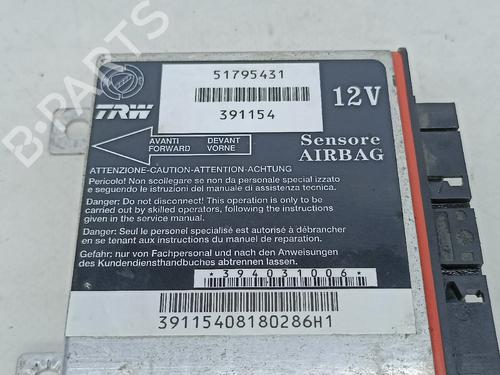 B-PARTS
FIAT
TRW
51795431
391154
12V
AVANTI DEVANT
FORWARD VORNE
Sensore
AIRBAG
ATTENZIONE-CAUTION-ATTENTION-ACHTUNG
Pericolo! Non scollegare se non da personale specializzato
e seguendo le istruzioni del manuale di assistenza tecnica.
Danger: Do not disconnect! This operation is only to be
carried out by skilled operators, following the instructions
given in the service manual.
Danger: Seul le personel specialisé est autorisé à débrancher
en se tenant aux instructions du manuel de reparation.
Gefahr: nur von Fachpersonal und nach den Anweisungen
des Kundendiensthandbuches abtrennen lassen.
*394031006*
39115408180286H1